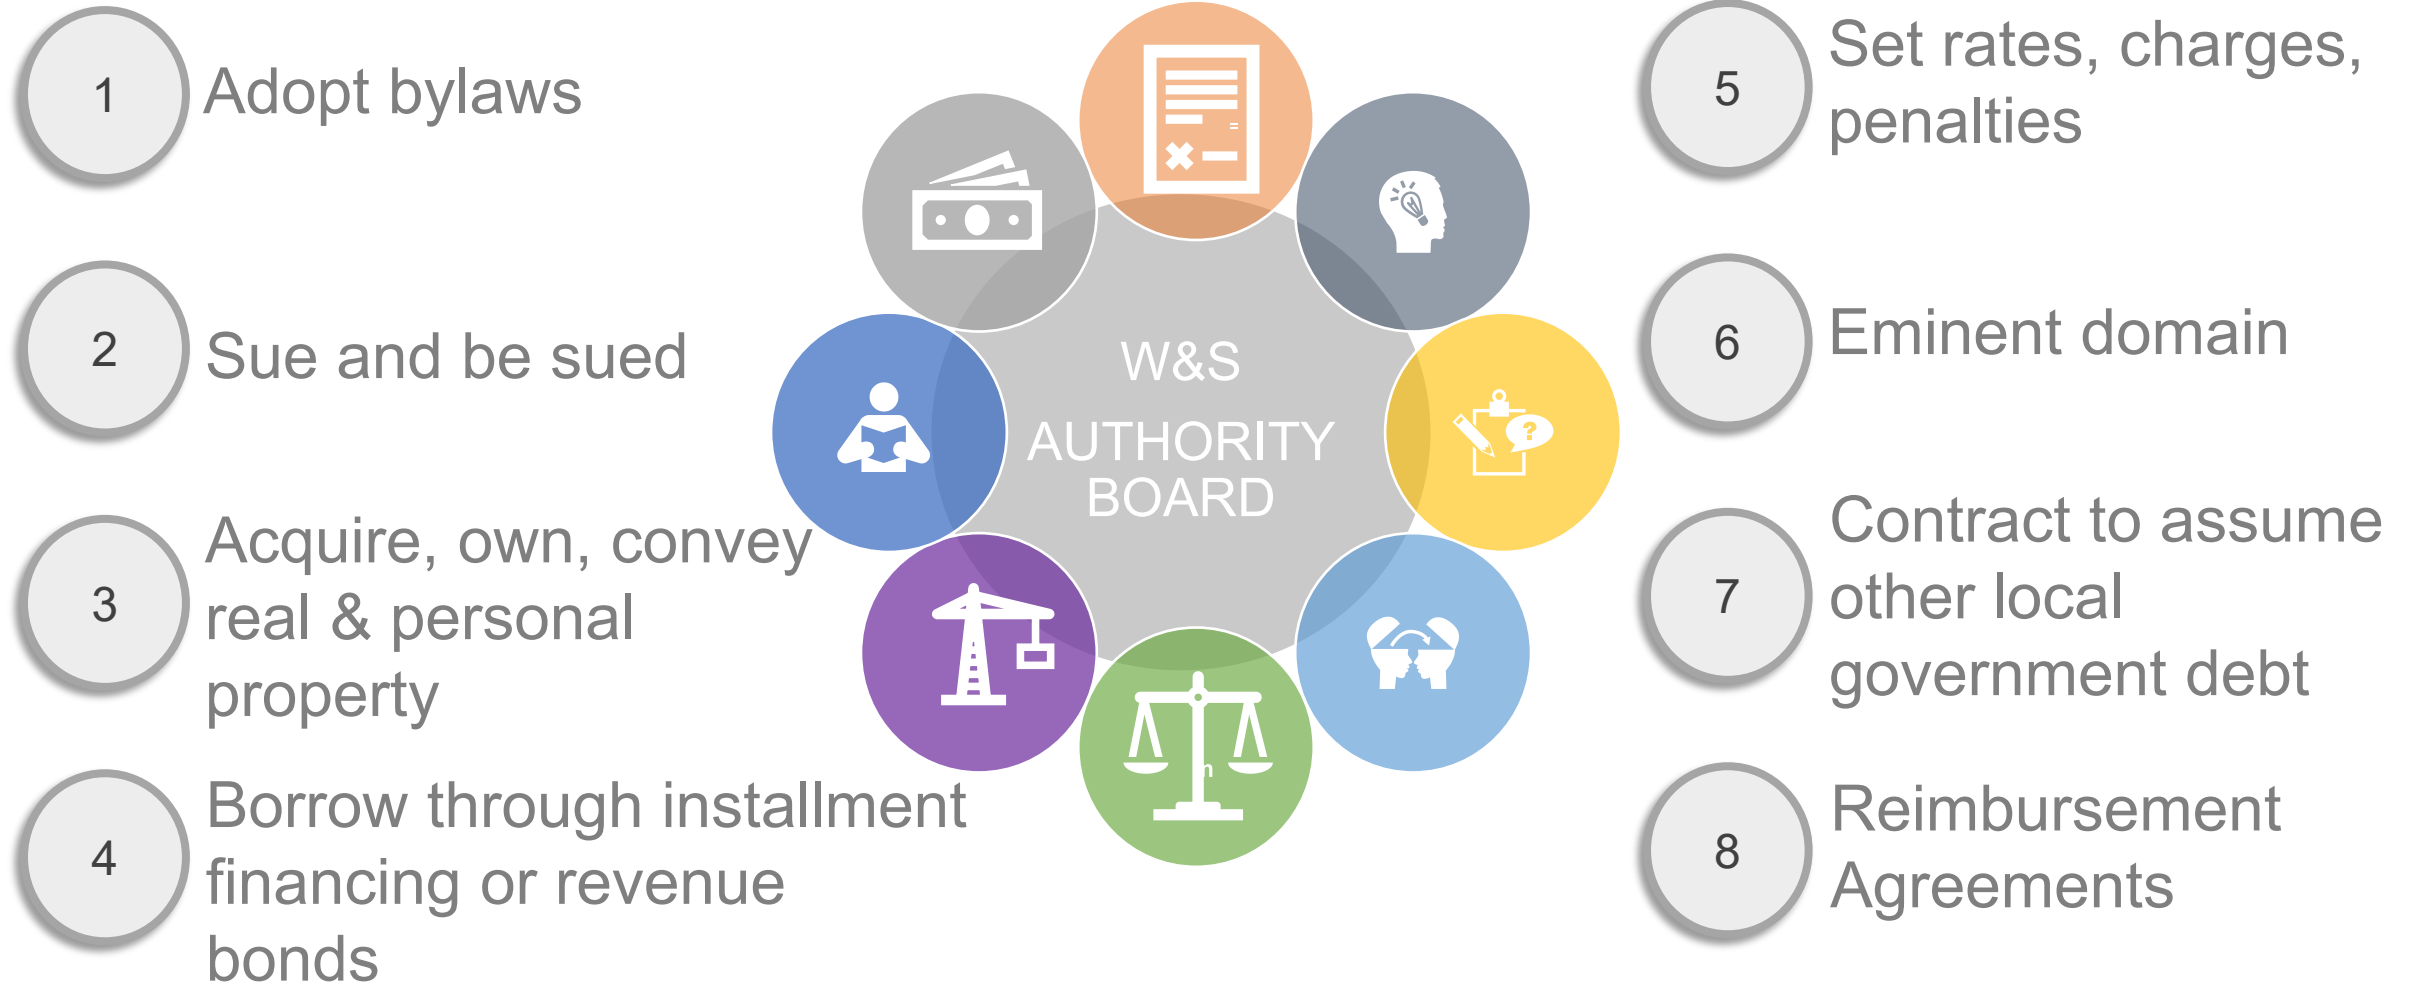 1
Adopt bylaws
2
Sue and be sued
3
Acquire, own, convey
real & personal
property
4
Borrow through installment
financing or revenue
bonds
W&S
AUTHORITY
BOARD
?
n
5
Set rates, charges,
penalties
6
Eminent domain
7
Contract to assume
other local
government debt
8
Reimbursement
Agreements